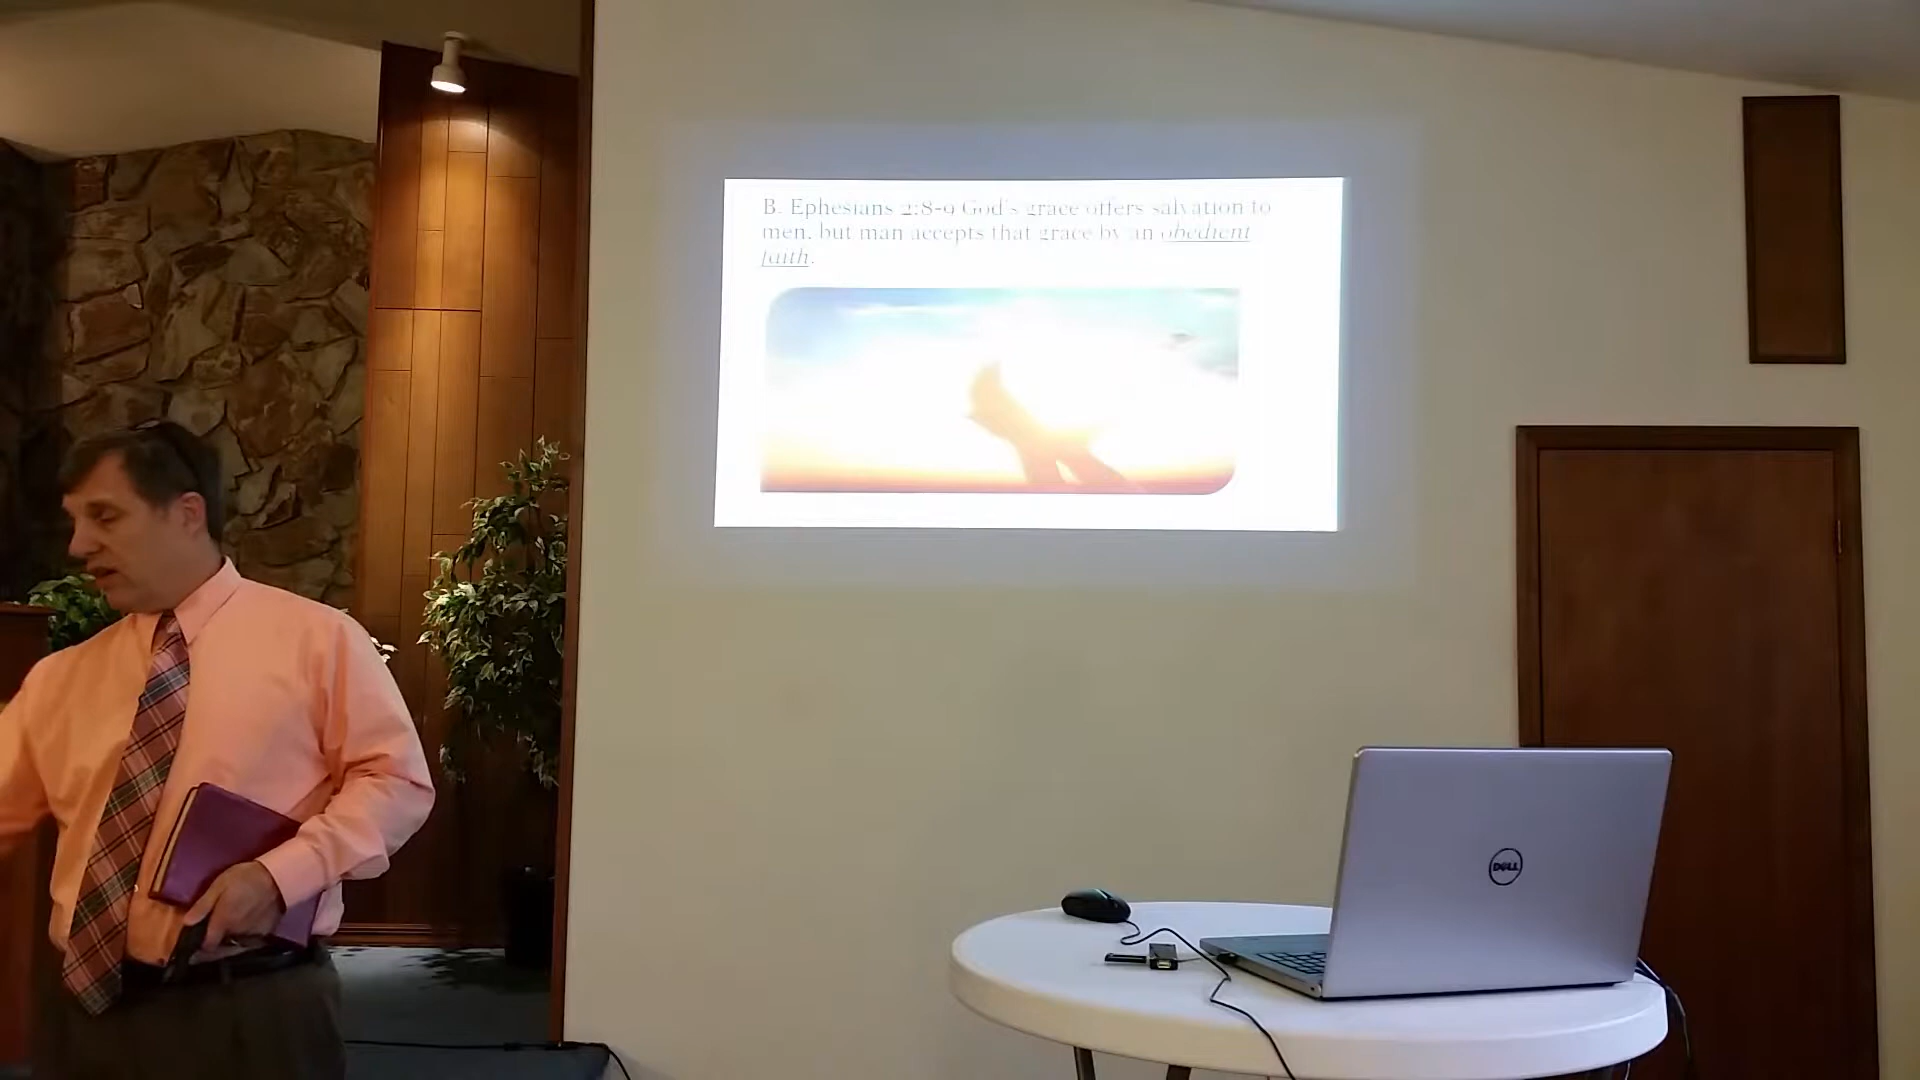 B. Ephesians 2:8-9 God's grace offers salvation to
men, but man accepts that grace by an obedient
faith.
DELL